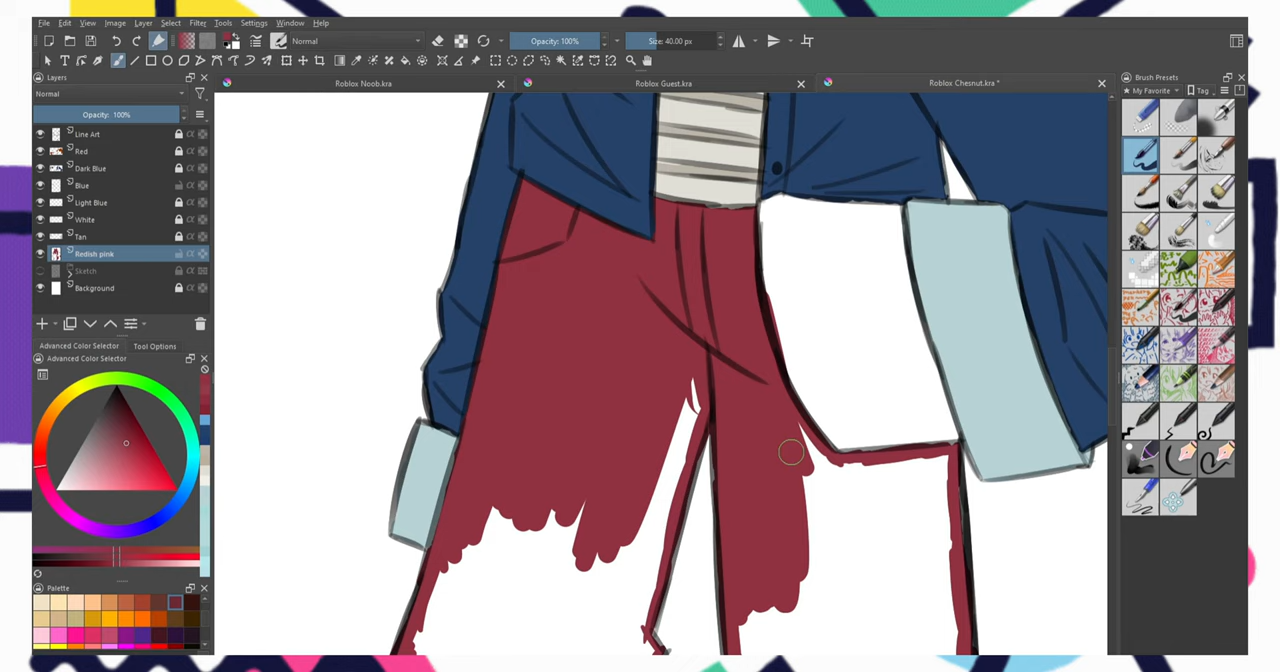 File Edit View Image Layer Select Filter Tools Settings Window Help
Normal Opacity: 100% Size: 40.00 px
Layers
Roblox Noob.kra Roblox Guest.kra Roblox Chesnut.kra *
Brush Presets
Normal
My Favorite Tag
Opacity: 100%
Line Art
Red
Dark Blue
Blue
Light Blue
White
Tan
Redish pink
Sketch
Background
Advanced Color Selector Tool Options
Advanced Color Selector
Palette